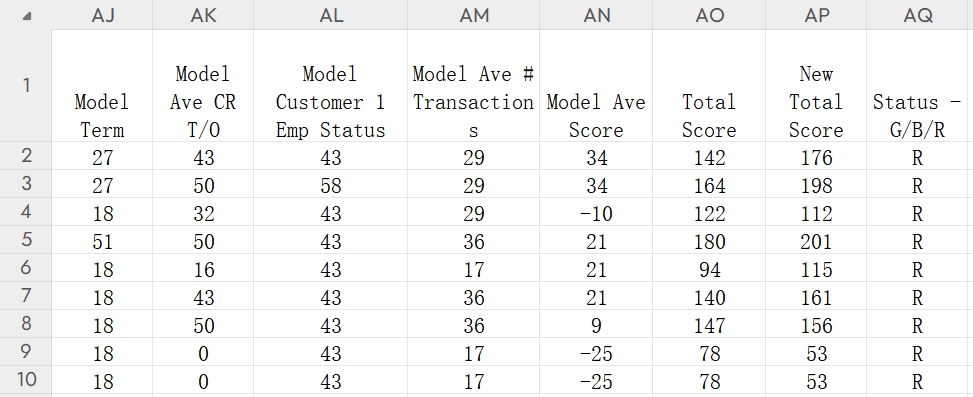 AJ AK AL AM AN AO AP AQ
1 Model Term Model Ave CR T/O Model Customer 1 Emp Status Model Ave # Transactions Model Ave Score Total Score New Total Score Status - G/B/R
2 27 43 43 29 34 142 176 R
3 27 50 58 29 34 164 198 R
4 18 32 43 29 -10 122 112 R
5 51 50 43 36 21 180 201 R
6 18 16 43 17 21 94 115 R
7 18 43 43 36 21 140 161 R
8 18 50 43 36 9 147 156 R
9 18 0 43 17 -25 78 53 R
10 18 0 43 17 -25 78 53 R